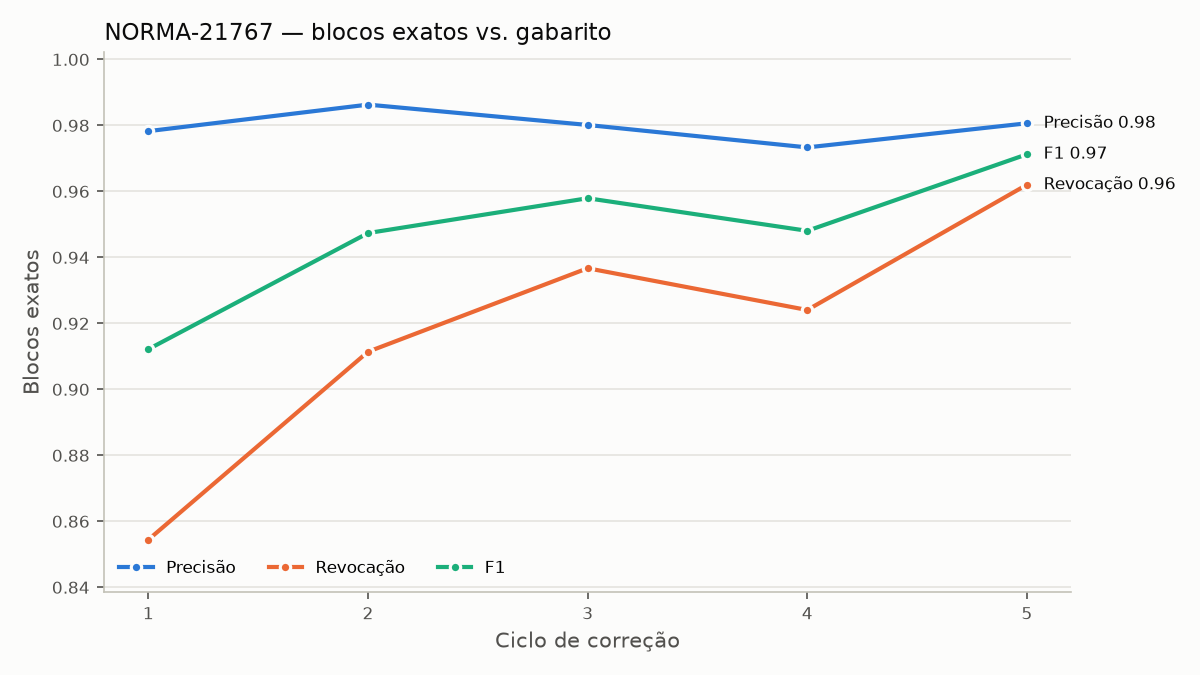 NORMA-21767 — blocos exatos vs. gabarito
Blocos exatos
1.00
0.98
0.96
0.94
0.92
0.90
0.88
0.86
0.84
Precisão 0.98
F1 0.97
Revocação 0.96
Precisão Revocação F1
1 2 3 4 5
Ciclo de correção